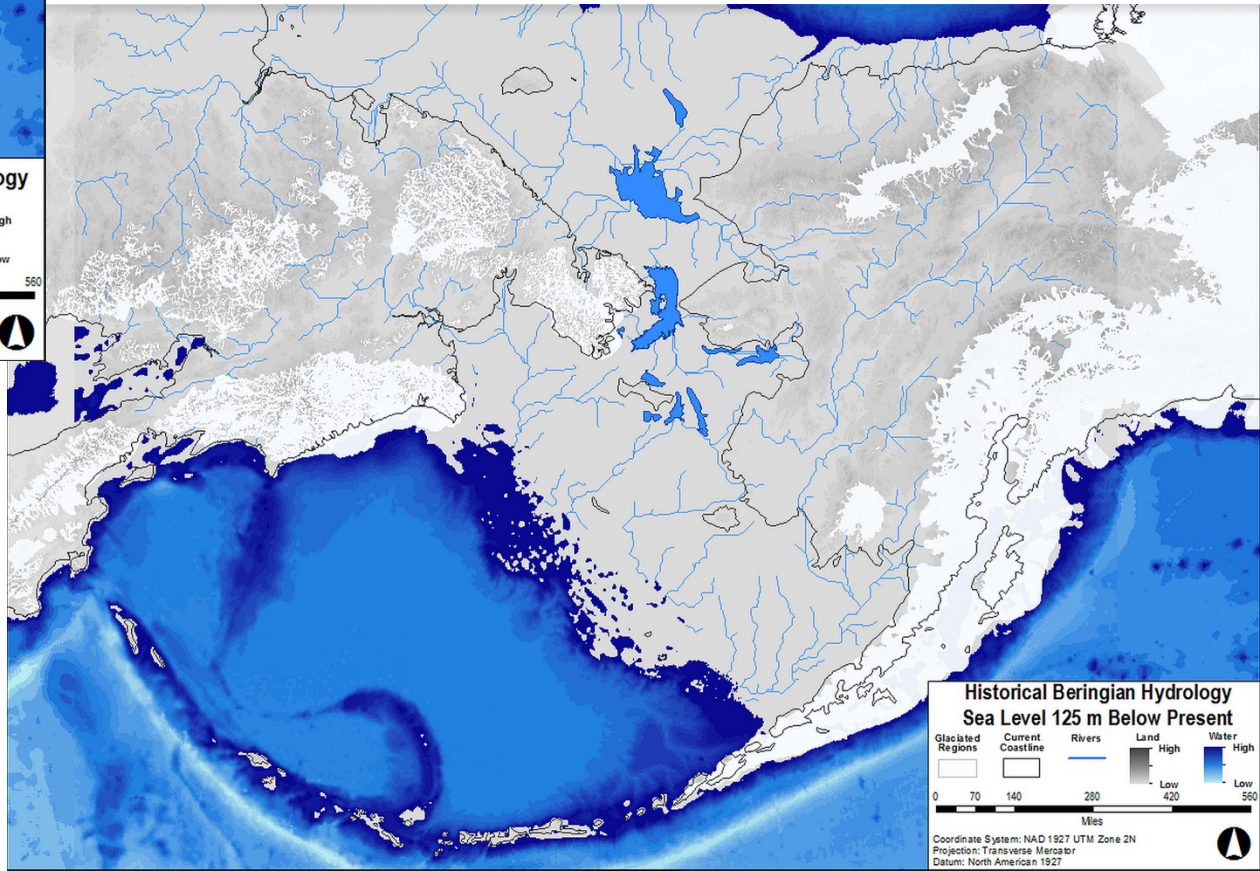 ogy
gh
ow
560
Historical Beringian Hydrology
Sea Level 125 m Below Present
Glaciated Regions
Current Coastline
Rivers
Land
High
Low
Water
High
Low
0 70 140 280 420 560
Miles
Coordinate System: NAD 1927 UTM Zone 2N
Projection: Transverse Mercator
Datum: North American 1927